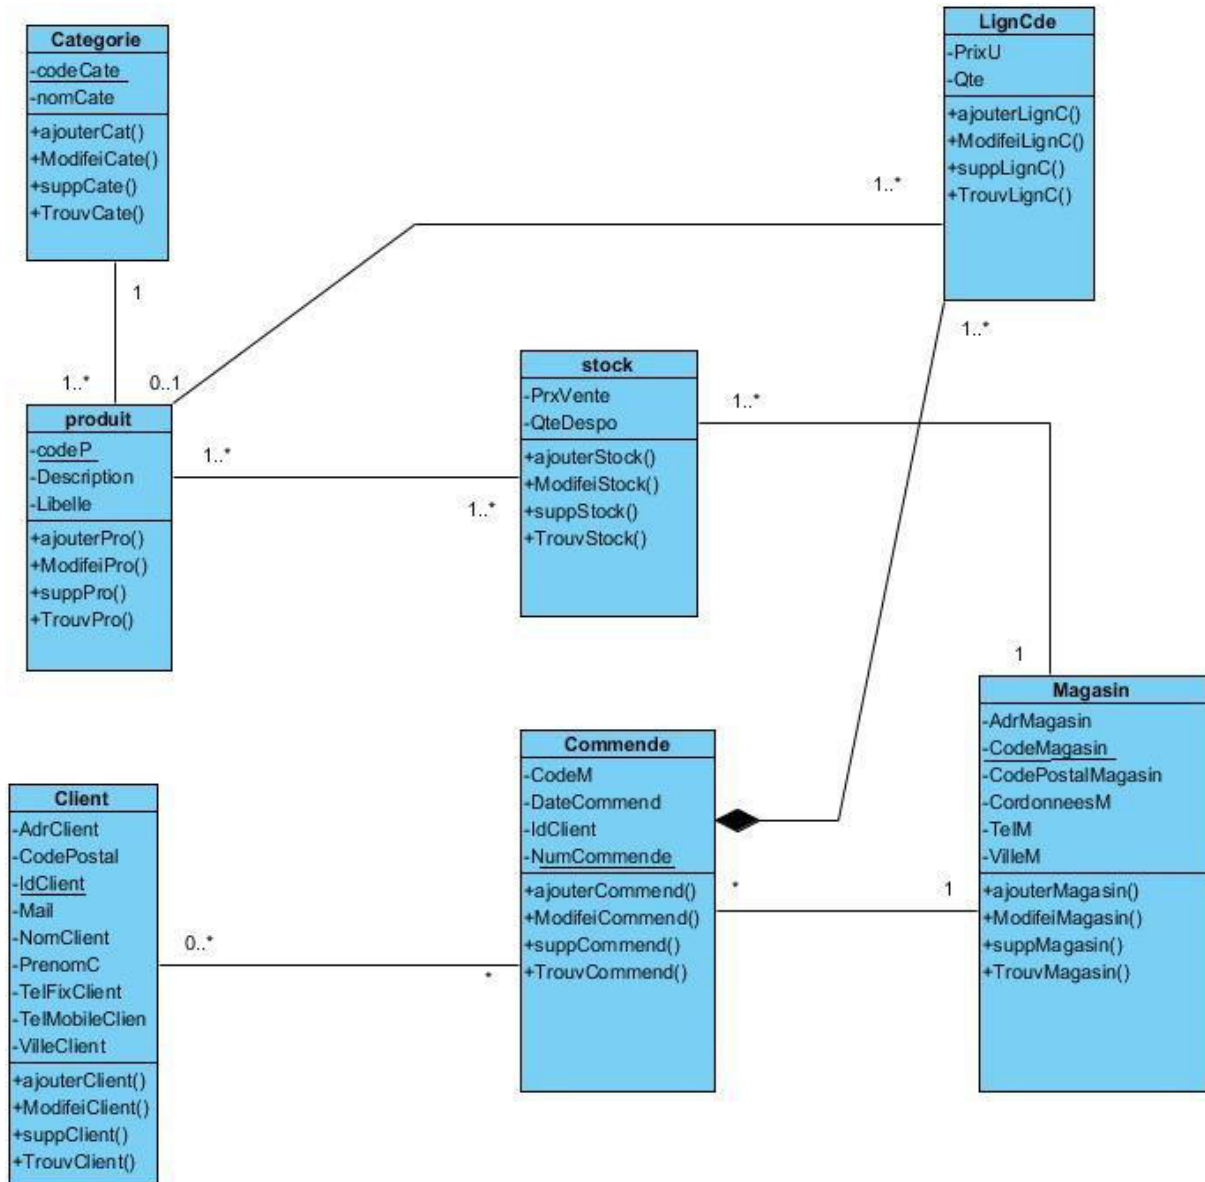 Categorie
-codeCate
-nomCate
+ajouterCat()
+ModifeiCate()
+suppCate()
+TrouvCate()
LignCde
-PrixU
-Qte
+ajouterLignC()
+ModifeiLignC()
+suppLignC()
+TrouvLignC()
1..*
1
1..*
1..*
0..1
produit
-codeP
-Description
-Libelle
+ajouterPro()
+ModifeiPro()
+suppPro()
+TrouvPro()
1..*
1..*
stock
-PrxVente
-QteDespo
+ajouterStock()
+ModifeiStock()
+suppStock()
+TrouvStock()
1..*
1
Magasin
-AdrMagasin
-CodeMagasin
-CodePostalMagasin
-CordonneesM
-TelM
-VilleM
+ajouterMagasin()
+ModifeiMagasin()
+suppMagasin()
+TrouvMagasin()
Commende
-CodeM
-DateCommend
-IdClient
-NumCommende
+ajouterCommend()
+ModifeiCommend()
+suppCommend()
+TrouvCommend()
*
1
0..*
*
Client
-AdrClient
-CodePostal
-IdClient
-Mail
-NomClient
-PrenomC
-TelFixClient
-TelMobileClien
-VilleClient
+ajouterClient()
+ModifeiClient()
+suppClient()
+TrouvClient()